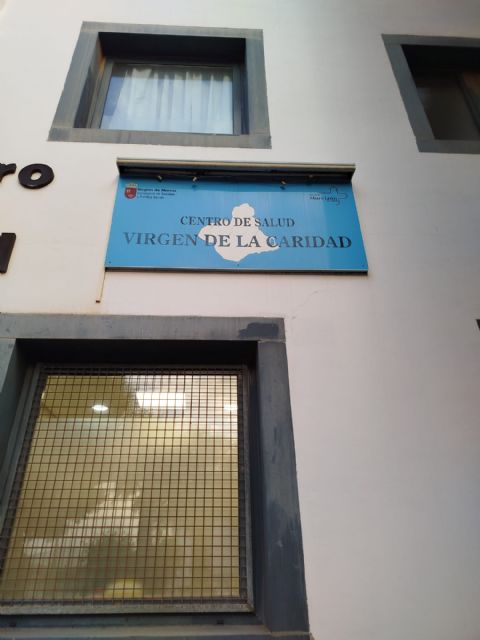 ro
l
Región de Murcia
CENTRO DE SALUD
VIRGEN DE LA CARIDAD